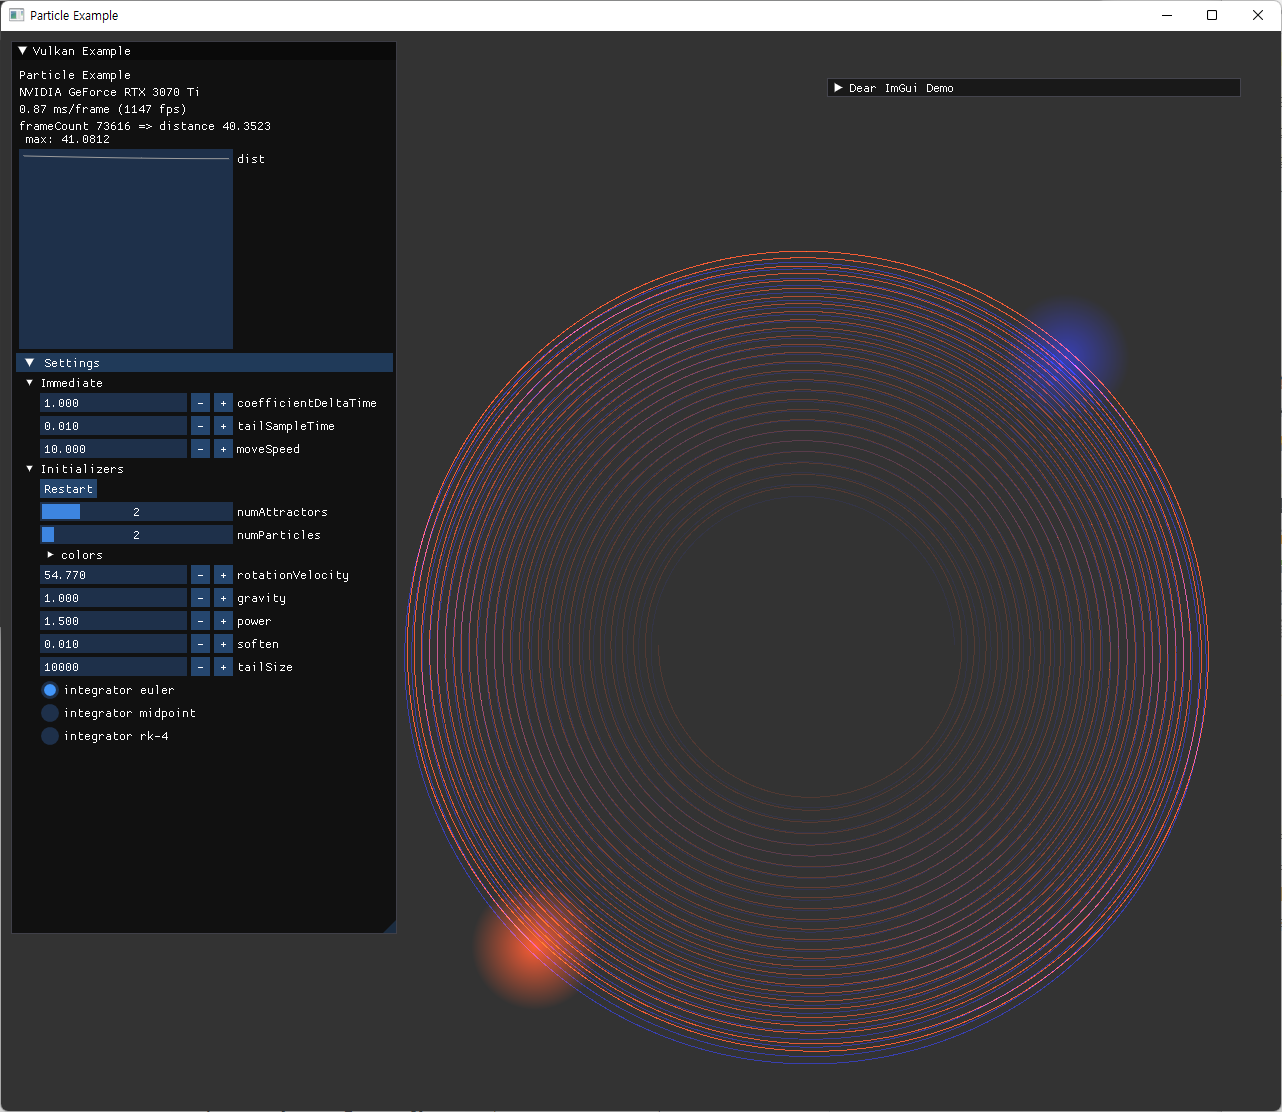 Particle Example
Vulkan Example
Particle Example
NVIDIA GeForce RTX 3070 Ti
0.87 ms/frame (1147 fps)
frameCount 73616 => distance 40.3523
max: 41.0812
dist
Settings
Immediate
1.000 - + coefficientDeltaTime
0.010 - + tailSampleTime
10.000 - + moveSpeed
Initializers
Restart
2 numAttractors
2 numParticles
colors
54.770 - + rotationVelocity
1.000 - + gravity
1.500 - + power
0.010 - + soften
10000 - + tailSize
integrator euler
integrator midpoint
integrator rk-4
Dear ImGui Demo